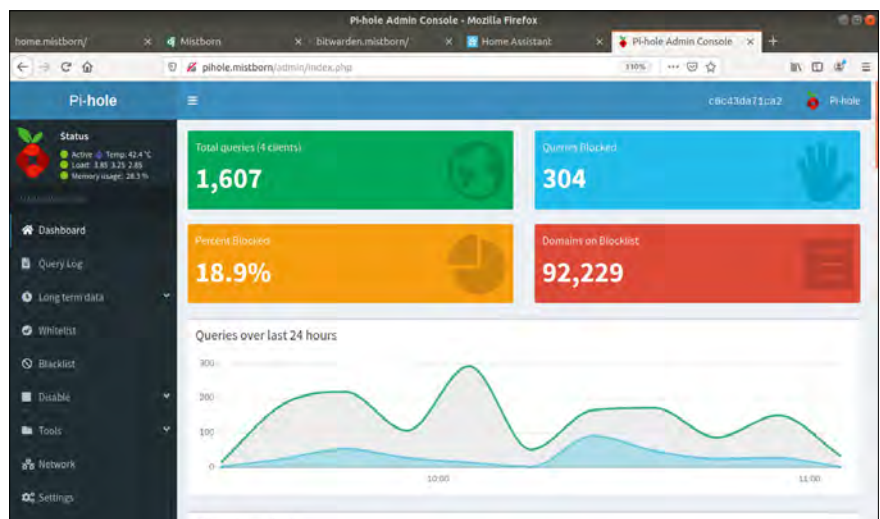 Pi-hole Admin Console - Mozilla Firefox
home.mistborn/
Mistborn
bitwarden.mistborn/
Home Assistant
Pi-hole Admin Console
pihole.mistborn/admin/index.php
110%
Pi-hole
c6c43da71ca2
Pi-hole
Status
Active Temp: 42.4 °C
Load: 3.85 3.25 2.85
Memory usage: 28.3 %
Dashboard
Query Log
Long term data
Whitelist
Blacklist
Disable
Tools
Network
Settings
Total queries (4 clients)
1,607
Queries Blocked
304
Percent Blocked
18.9%
Domains on Blocklist
92,229
Queries over last 24 hours
300
200
100
0
10:00
11:00